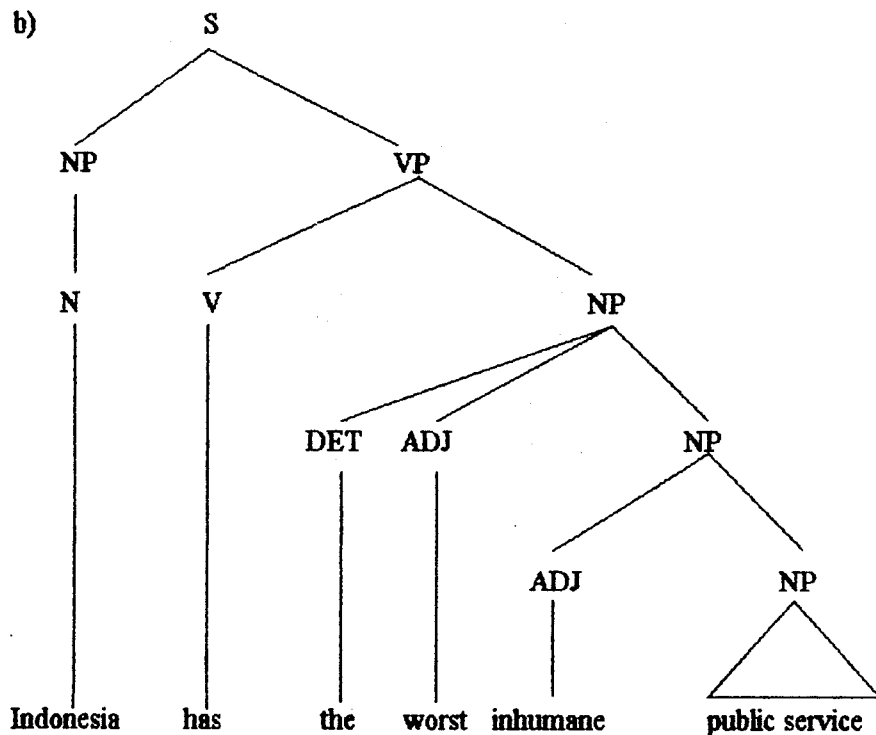 b) S
NP VP
N V NP
DET ADJ NP
ADJ NP
Indonesia has the worst inhumane public service